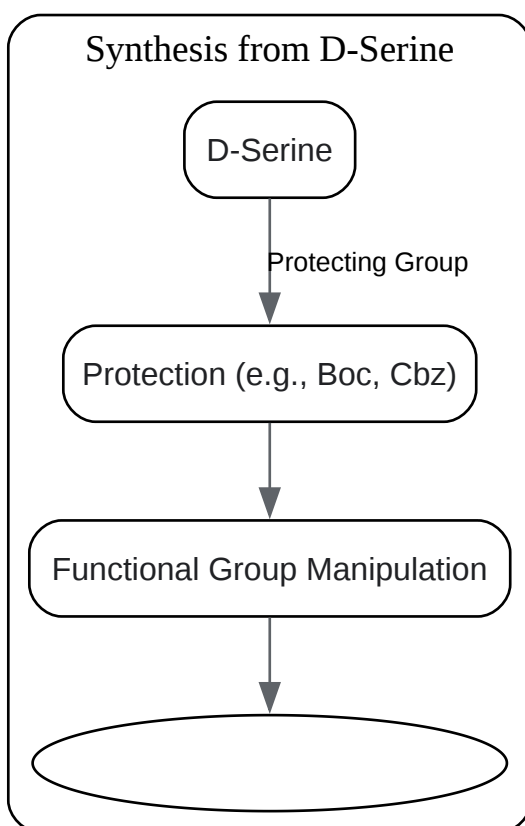 Synthesis from D-Serine
D-Serine
Protecting Group
Protection (e.g., Boc, Cbz)
Functional Group Manipulation